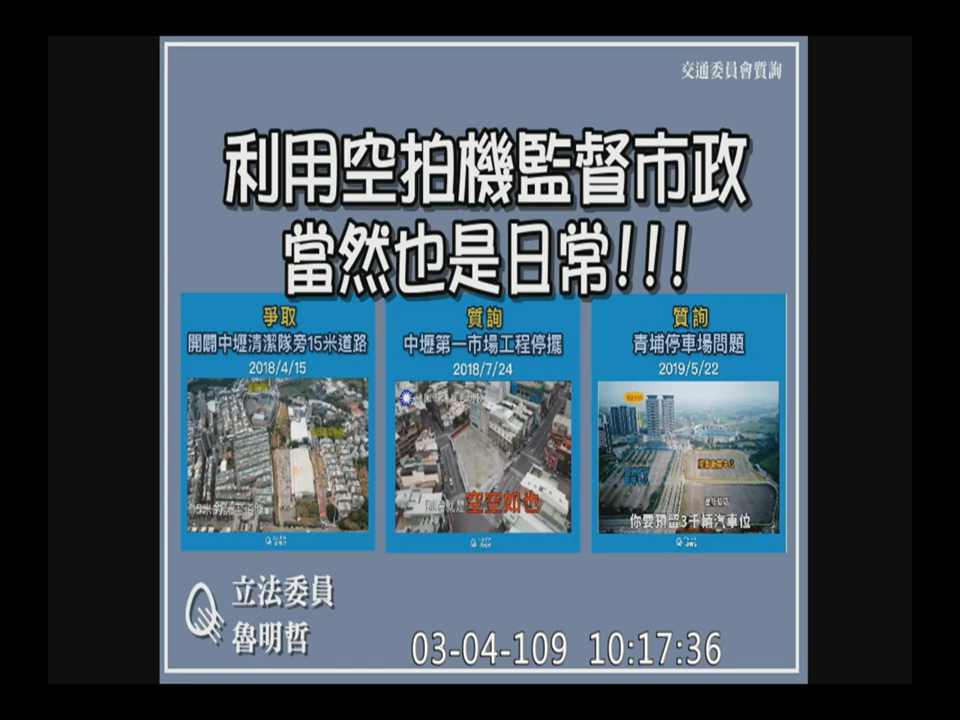 交通委員會質詢
利用空拍機監督市政
當然也是日常!!!
爭取
開闢中壢清潔隊旁15米道路
2018/4/15
質詢
中壢第一市場工程停擺
2018/7/24
空空如也
質詢
青埔停車場問題
2019/5/22
你要預留3千輛汽車位
立法委員
魯明哲
03-04-109 10:17:36